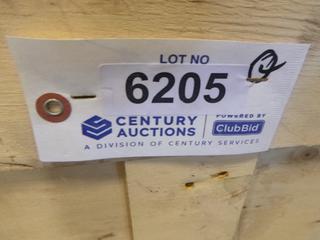 LOT NO
6205
CENTURY
AUCTIONS
POWERED BY
ClubBid
A DIVISION OF CENTURY SERVICES